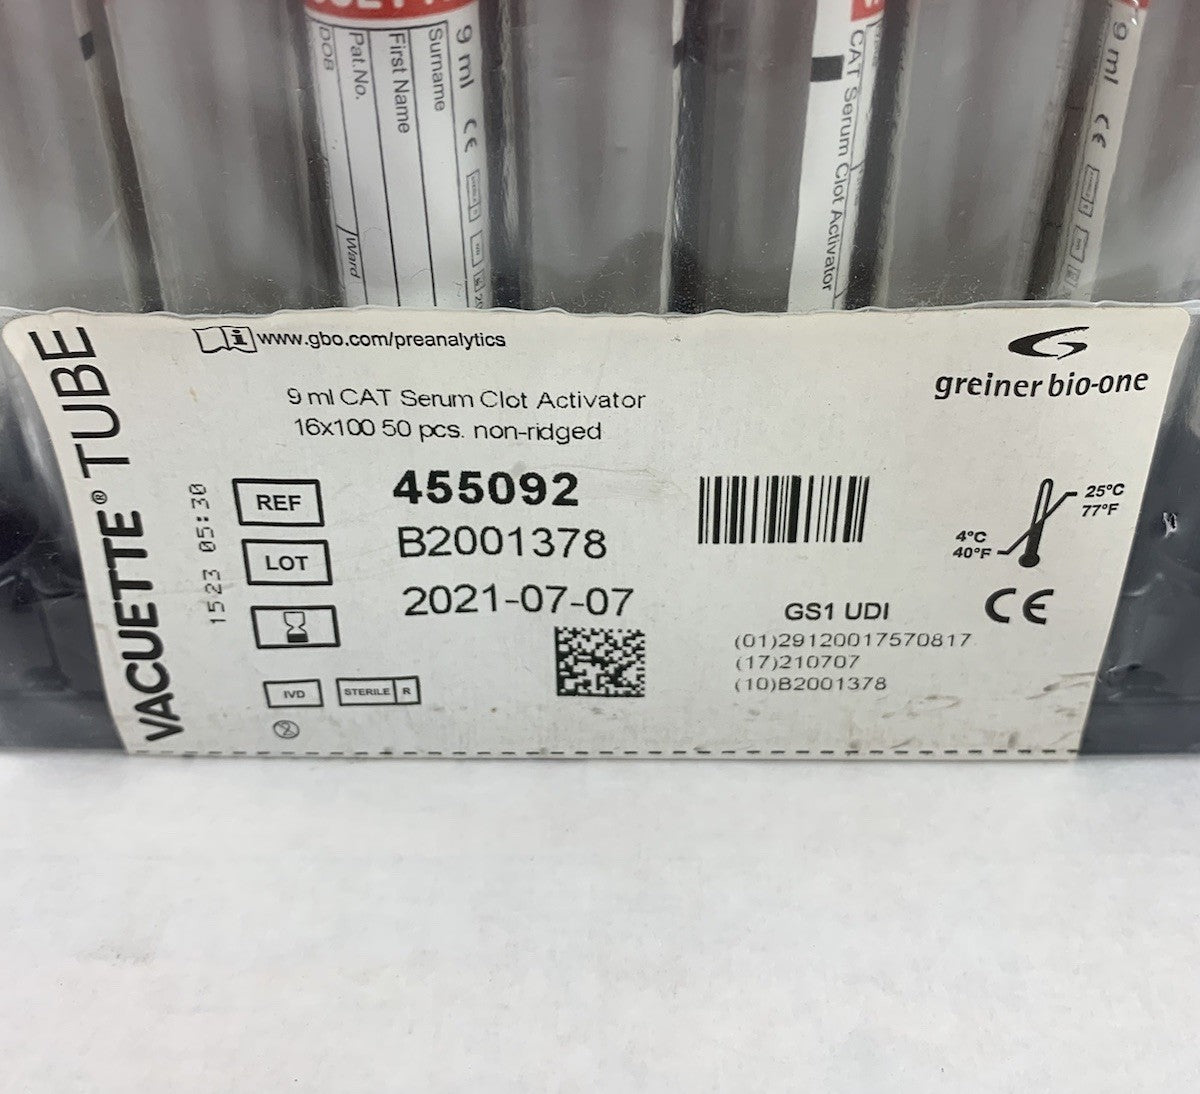 9 ml CE
Surname
First Name
Pat.No.
DOB
Ward
CAT Serum Clot Activator
9 ml CE
VACUETTE® TUBE
www.gbo.com/preanalytics
greiner bio-one
9 ml CAT Serum Clot Activator
16x100 50 pcs. non-ridged
1523 05:30
REF 455092
LOT B2001378
2021-07-07
25°C
77°F
4°C
40°F
CE
GS1 UDI
(01)29120017570817
(17)210707
(10)B2001378
IVD
STERILE R